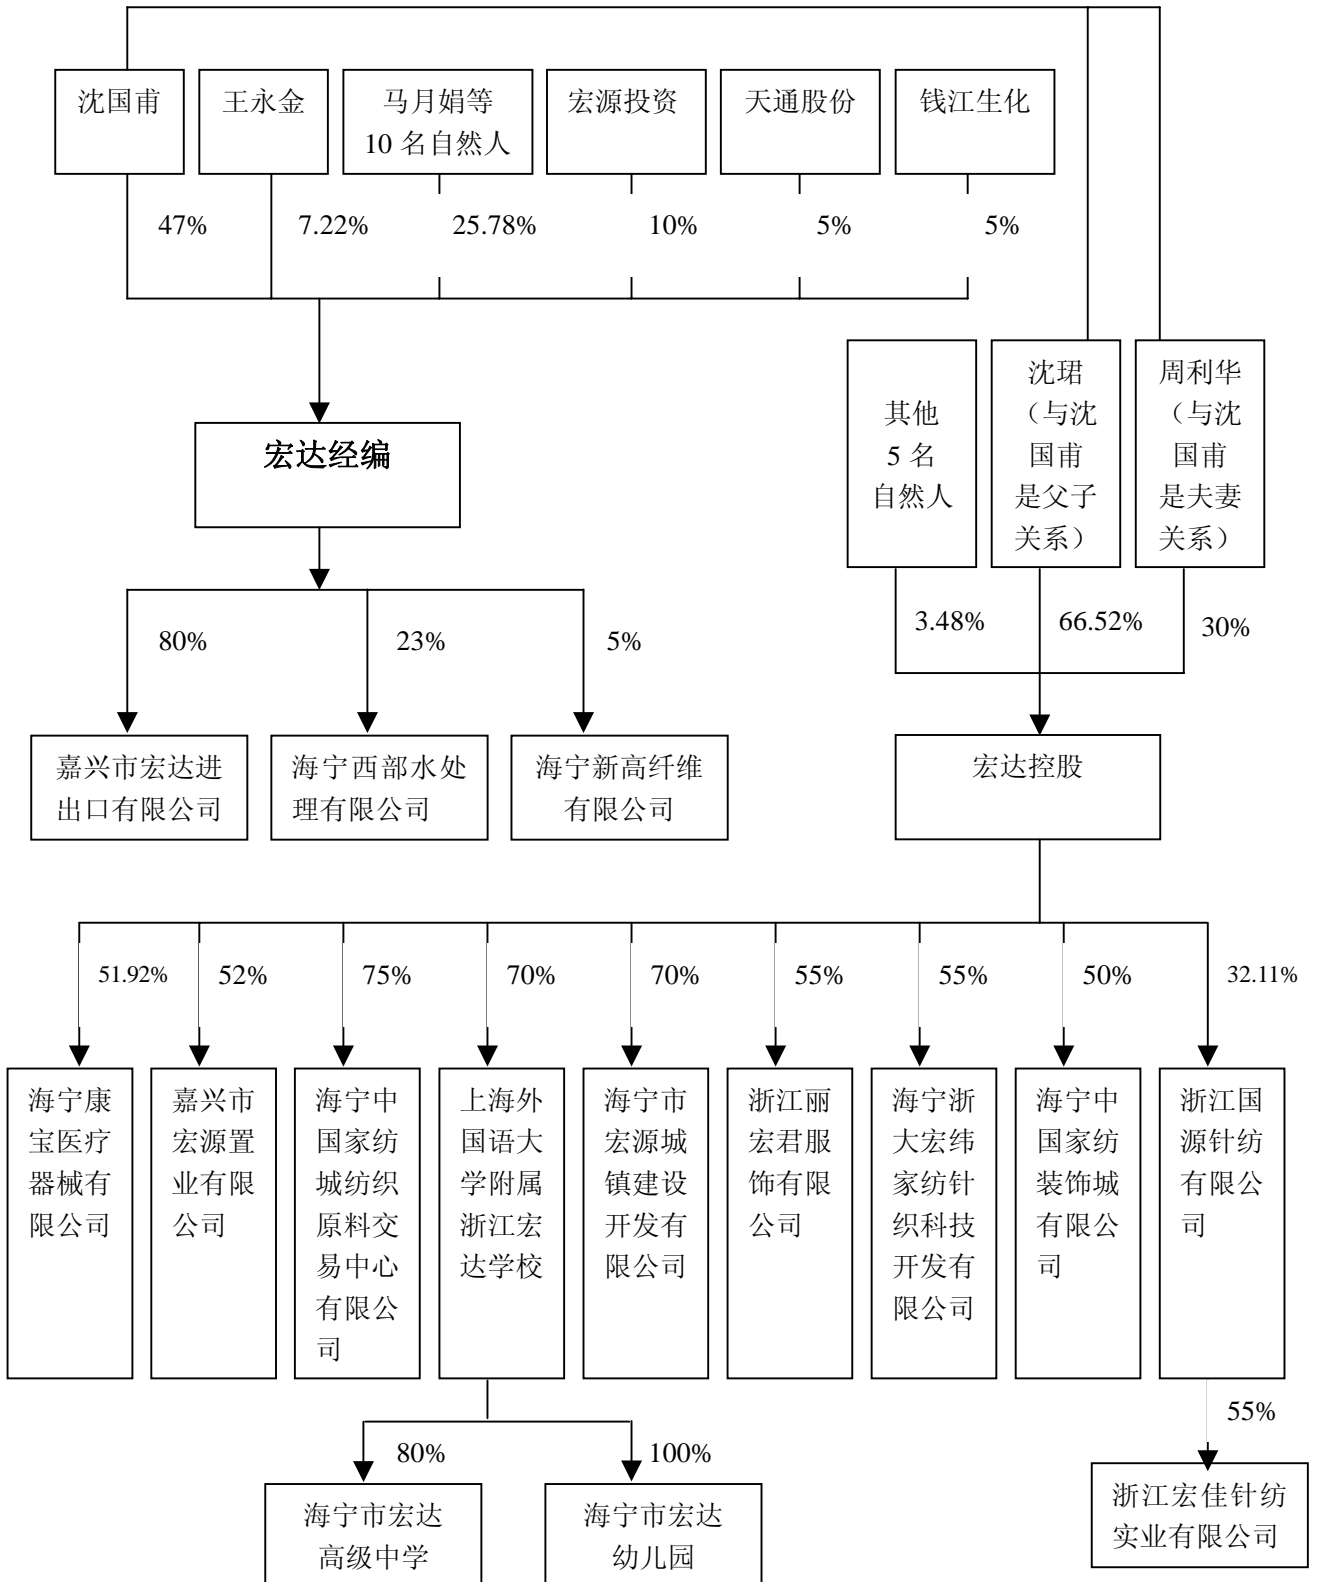 沈国甫
王永金
马月娟等
10 名自然人
宏源投资
天通股份
钱江生化
47%
7.22%
25.78%
10%
5%
5%
宏达经编
其他
5 名
自然人
沈珺
（与沈
国甫
是父子
关系）
周利华
（与沈
国甫
是夫妻
关系）
80%
23%
5%
3.48%
66.52%
30%
嘉兴市宏达进
出口有限公司
海宁西部水处
理有限公司
海宁新高纤维
有限公司
宏达控股
51.92%
52%
75%
70%
70%
55%
55%
50%
32.11%
海宁康
宝医疗
器械有
限公司
嘉兴市
宏源置
业有限
公司
海宁中
国家纺
城纺织
原料交
易中心
有限公
司
上海外
国语大
学附属
浙江宏
达学校
海宁市
宏源城
镇建设
开发有
限公司
浙江丽
宏君服
饰有限
公司
海宁浙
大宏纬
家纺针
织科技
开发有
限公司
海宁中
国家纺
装饰城
有限公
司
浙江国
源针纺
有限公
司
80%
100%
55%
海宁市宏达
高级中学
海宁市宏达
幼儿园
浙江宏佳针纺
实业有限公司